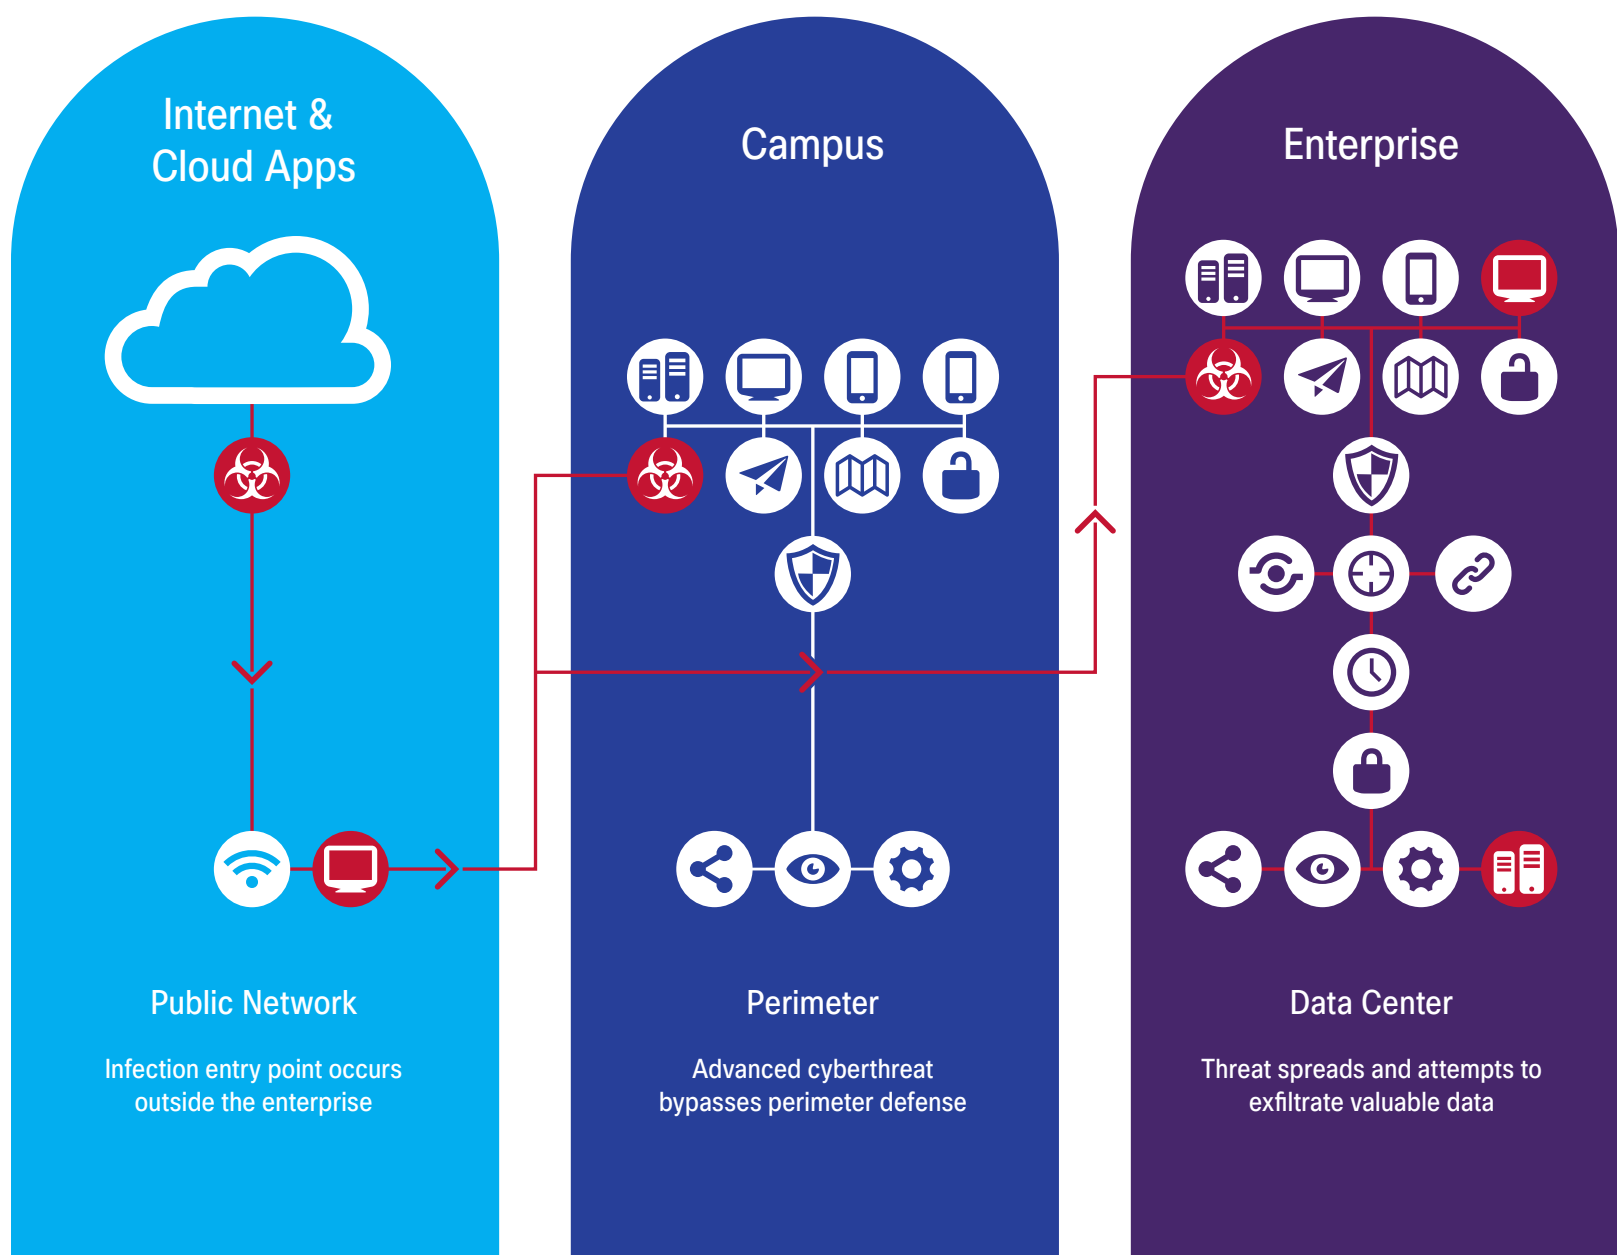 Internet &
Cloud Apps
Public Network
Infection entry point occurs
outside the enterprise
Campus
Perimeter
Advanced cyberthreat
bypasses perimeter defense
Enterprise
Data Center
Threat spreads and attempts to
exfiltrate valuable data